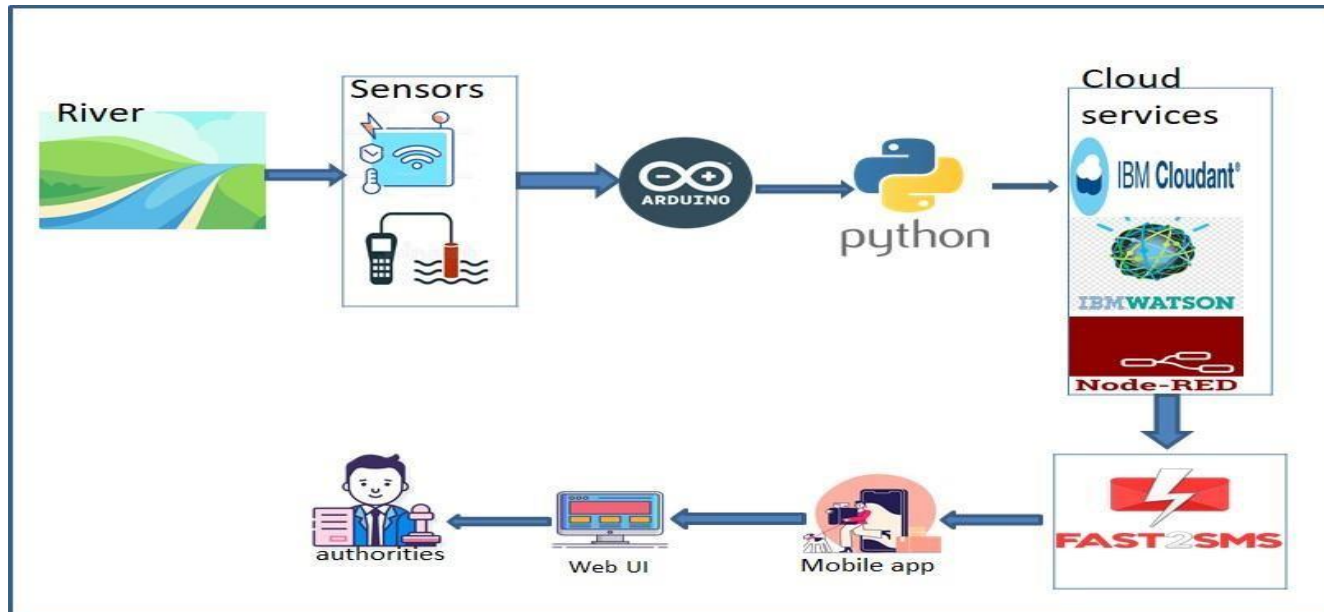 River
Sensors
ARDUINO
python
Cloud
services
IBM Cloudant®
IBMWATSON
Node-RED
FAST2SMS
Mobile app
Web UI
authorities